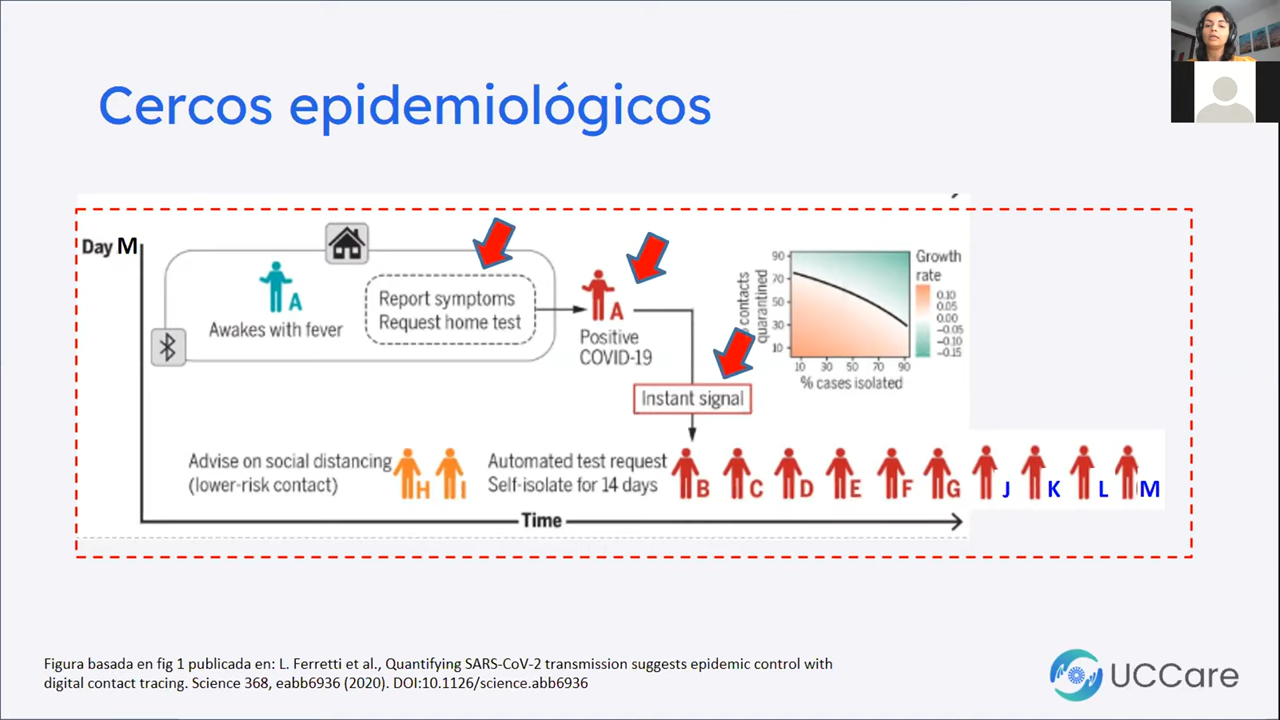 Cercos epidemiológicos
Day M
A
Awakes with fever
Report symptoms
Request home test
A
Positive
COVID-19
Instant signal
contacts
quarantined
90
70
50
30
10
10 30 50 70 90
% cases isolated
Growth
rate
0.10
0.05
0.00
−0.05
−0.10
−0.15
Advise on social distancing
(lower-risk contact)
H I
Automated test request
Self-isolate for 14 days
B C D E F G J K L M
Time
Figura basada en fig 1 publicada en: L. Ferretti et al., Quantifying SARS-CoV-2 transmission suggests epidemic control with
digital contact tracing. Science 368, eabb6936 (2020). DOI:10.1126/science.abb6936
UCCare